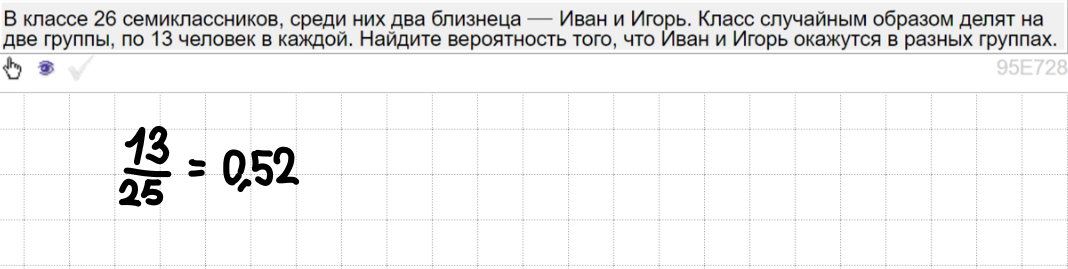 В классе 26 семиклассников, среди них два близнеца — Иван и Игорь. Класс случайным образом делят на
две группы, по 13 человек в каждой. Найдите вероятность того, что Иван и Игорь окажутся в разных группах.
95E728
13/25 = 0,52